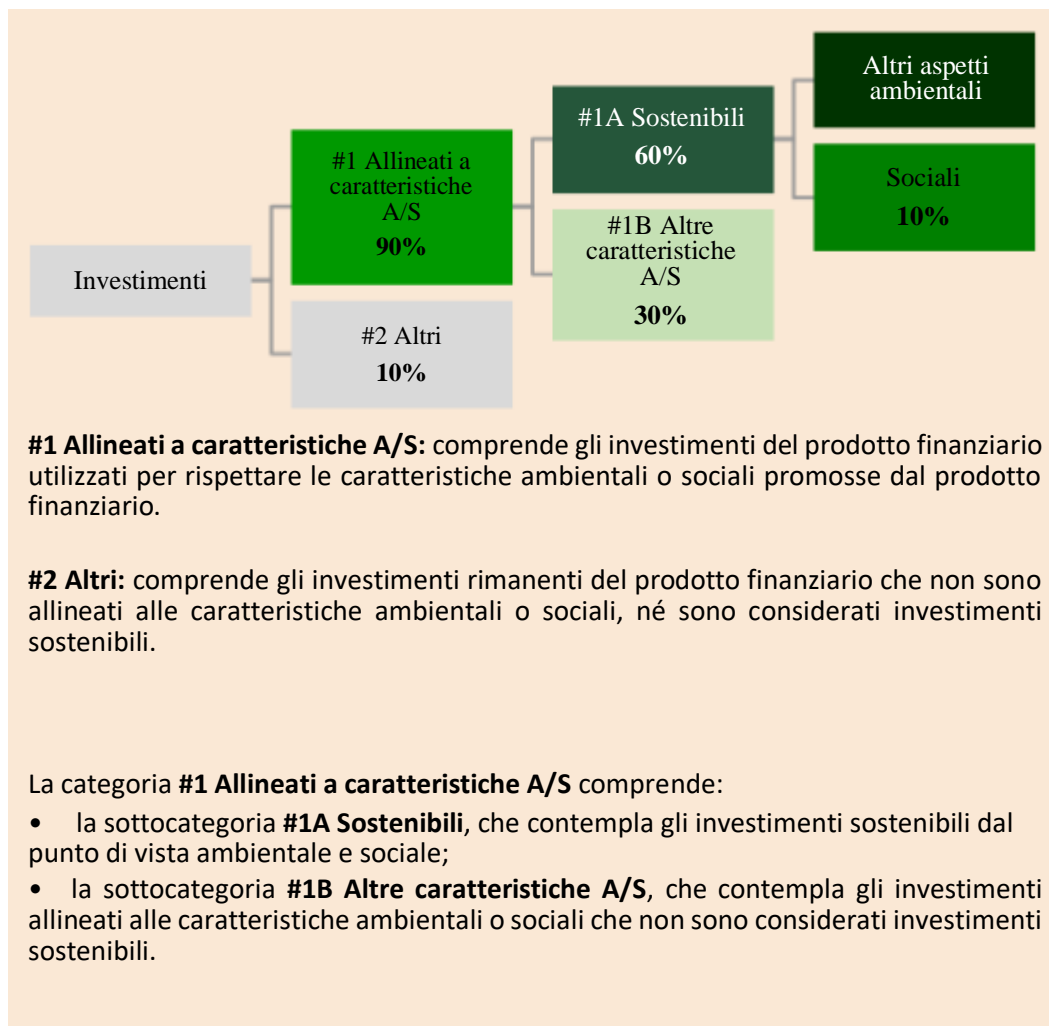 Altri aspetti
ambientali
#1A Sostenibili
60%
#1 Allineati a
caratteristiche
A/S
90%
Sociali
10%
#1B Altre
caratteristiche
A/S
30%
Investimenti
#2 Altri
10%
#1 Allineati a caratteristiche A/S: comprende gli investimenti del prodotto finanziario
utilizzati per rispettare le caratteristiche ambientali o sociali promosse dal prodotto
finanziario.
#2 Altri: comprende gli investimenti rimanenti del prodotto finanziario che non sono
allineati alle caratteristiche ambientali o sociali, né sono considerati investimenti
sostenibili.
La categoria #1 Allineati a caratteristiche A/S comprende:
• la sottocategoria #1A Sostenibili, che contempla gli investimenti sostenibili dal
punto di vista ambientale e sociale;
• la sottocategoria #1B Altre caratteristiche A/S, che contempla gli investimenti
allineati alle caratteristiche ambientali o sociali che non sono considerati investimenti
sostenibili.